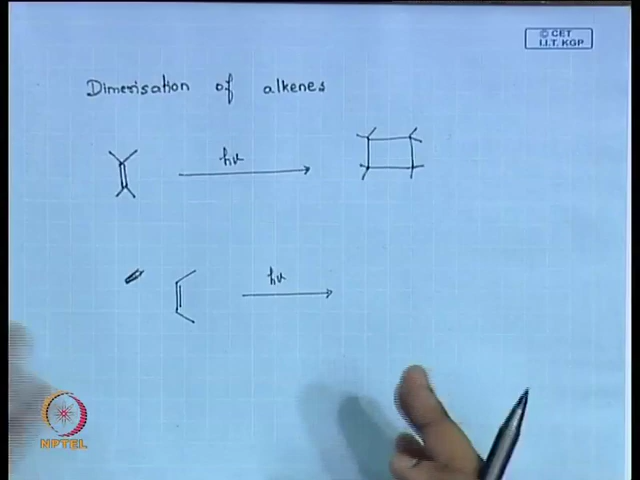 © CET
I.I.T. KGP
Dimerisation of alkenes
hν
hν
NPTEL